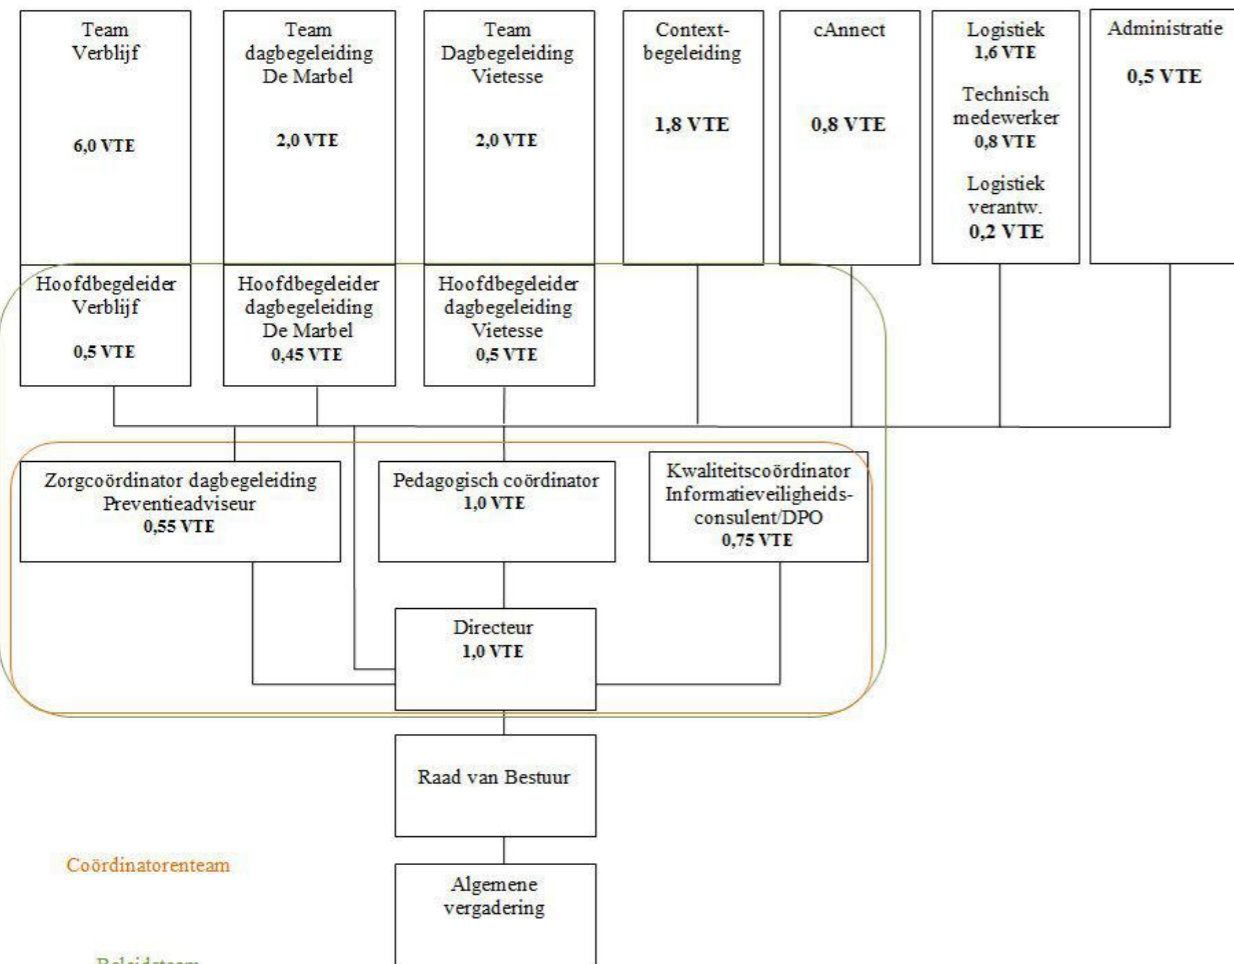 Team
Verblijf
6,0 VTE
Team
dagbegeleiding
De Marbel
2,0 VTE
Team
Dagbegeleiding
Vietesse
2,0 VTE
Context-
begeleiding
1,8 VTE
cAnnect
0,8 VTE
Logistiek
1,6 VTE
Technisch
medewerker
0,8 VTE
Logistiek
verantw.
0,2 VTE
Administratie
0,5 VTE
Hoofdbegeleider
Verblijf
0,5 VTE
Hoofdbegeleider
dagbegeleiding
De Marbel
0,45 VTE
Hoofdbegeleider
dagbegeleiding
Vietesse
0,5 VTE
Zorgcoördinator dagbegeleiding
Preventieadviseur
0,55 VTE
Pedagogisch coördinator
1,0 VTE
Kwaliteitscoördinator
Informatieveiligheids-
consulent/DPO
0,75 VTE
Directeur
1,0 VTE
Raad van Bestuur
Coördinatorenteam
Algemene
vergadering
Beleidsteam